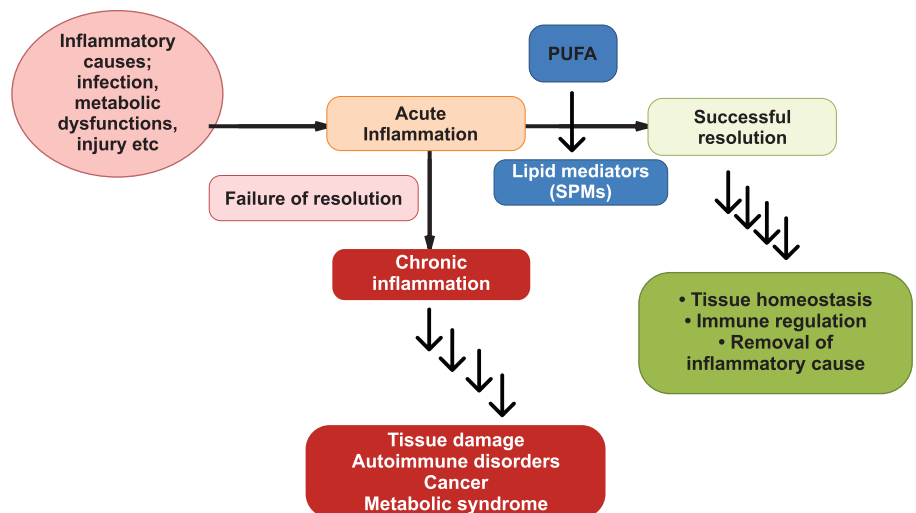 Inflammatory
causes;
infection,
metabolic
dysfunctions,
injury etc
PUFA
Acute
Inflammation
Successful
resolution
Lipid mediators
(SPMs)
Failure of resolution
Chronic
inflammation
• Tissue homeostasis
• Immune regulation
• Removal of
inflammatory cause
Tissue damage
Autoimmune disorders
Cancer
Metabolic syndrome